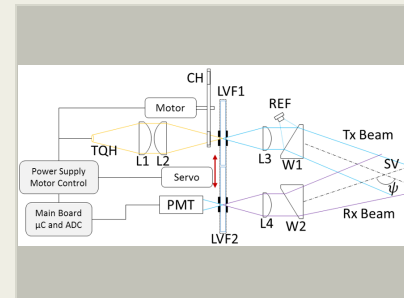 CH
LVF1
Motor
REF
Tx Beam
TQH
L1 L2
L3
W1
SV
ψ
Power Supply
Motor Control
Servo
Main Board
µC and ADC
PMT
L4
W2
Rx Beam
LVF2